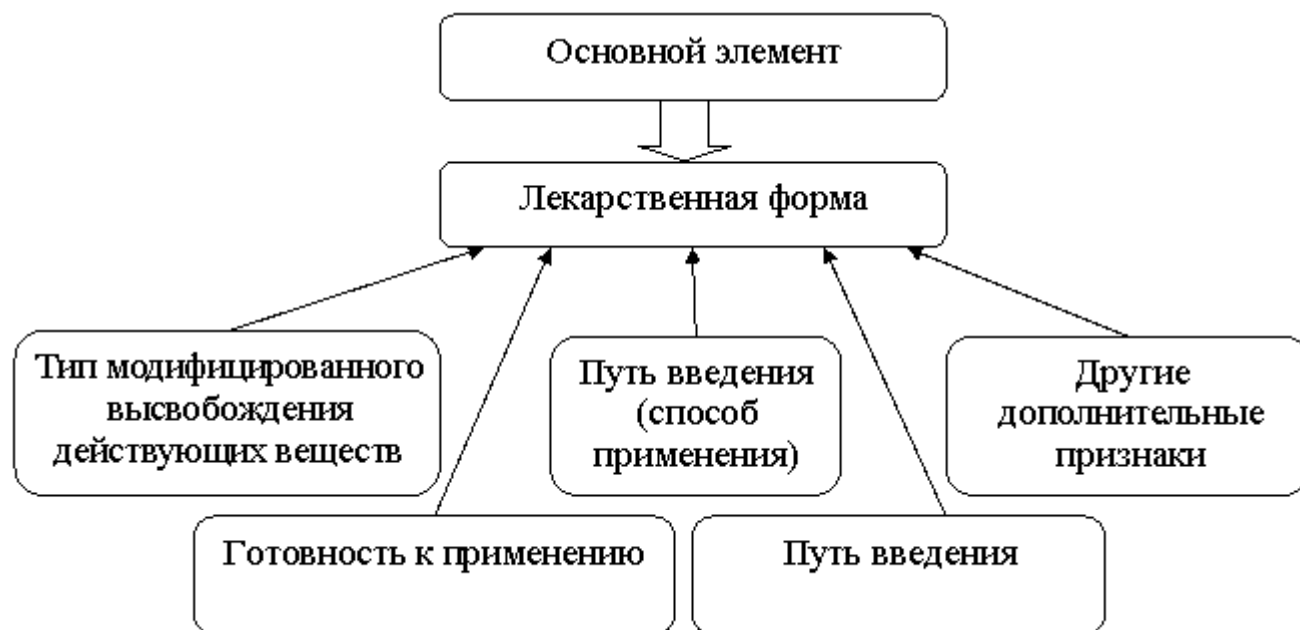 Основной элемент
Лекарственная форма
Тип модифицированного
высвобождения
действующих веществ
Путь введения
(способ
применения)
Другие
дополнительные
признаки
Готовность к применению
Путь введения